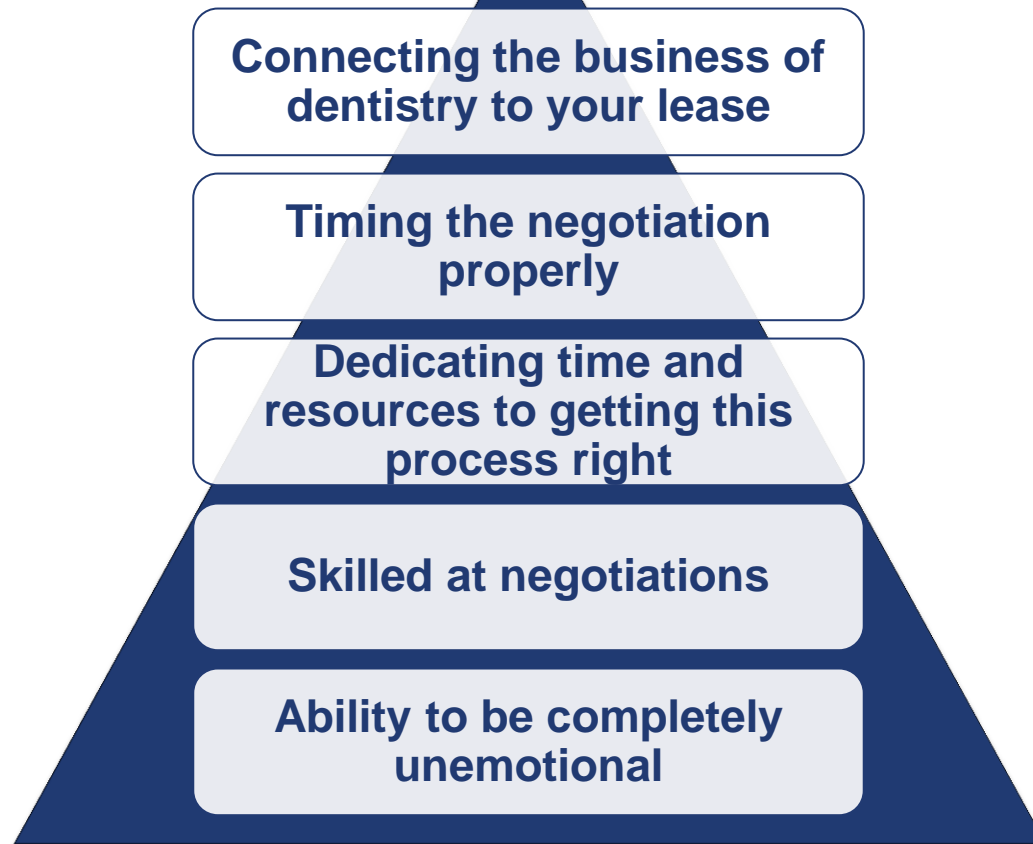 Connecting the business of
dentistry to your lease
Timing the negotiation
properly
Dedicating time and
resources to getting this
process right
Skilled at negotiations
Ability to be completely
unemotional